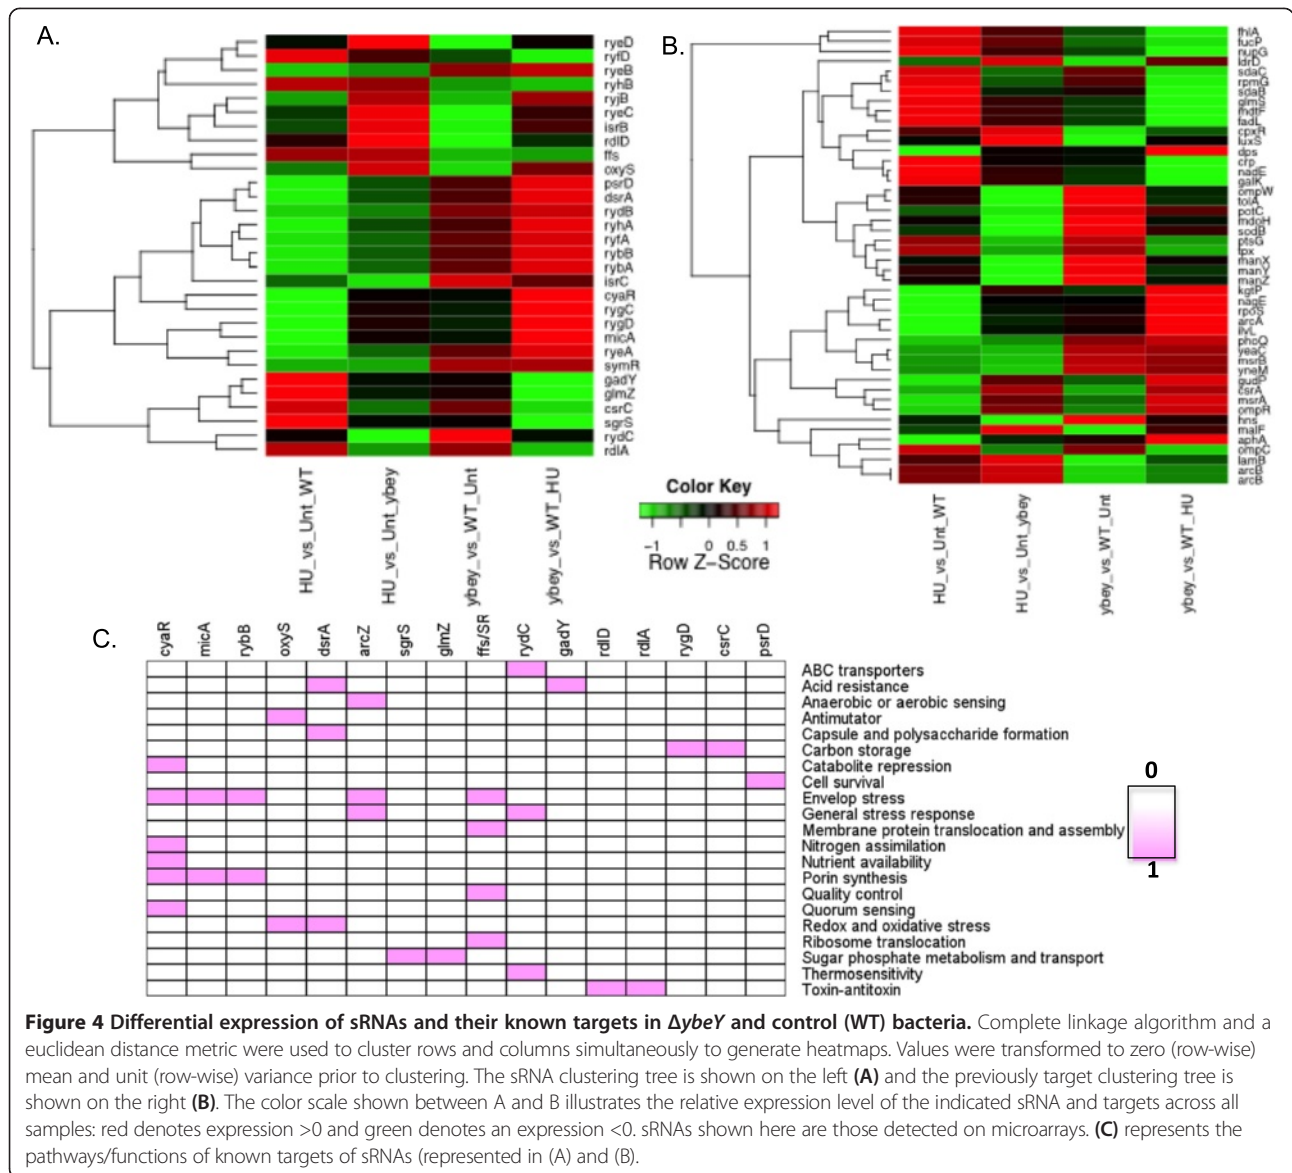 A.
ryeD
ryfD
ryeB
ryhB
ryjB
ryeC
isrB
rdlD
ffs
oxyS
psrD
dsrA
rydB
ryhA
ryfA
rybB
rybA
isrC
cyaR
rygC
rygD
micA
ryeA
symR
gadY
glmZ
csrC
sgrS
rydC
rdlA
HU_vs_Unt_WT
HU_vs_Unt_ybey
ybey_vs_WT_Unt
ybey_vs_WT_HU
B.
fhlA
fucP
nupG
ldrD
sdaC
rpmG
sdaB
glmS
mdtF
fadL
cpxR
luxS
dps
crp
nadE
galK
ompW
tolA
potC
mdoH
sodB
ptsG
tpx
manX
manY
manZ
kgtP
nagE
rpoS
arcA
ilvL
phoQ
yeaC
msrB
yneM
gudP
csrA
msrA
ompR
hns
malF
aphA
ompC
lamB
arcB
arcB
HU_vs_Unt_WT
HU_vs_Unt_ybey
ybey_vs_WT_Unt
ybey_vs_WT_HU
Color Key
−1 0 0.5 1
Row Z−Score
C.
cyaR micA rybB oxyS dsrA arcZ sgrS glmZ ffs/SR rydC gadY rdlD rdlA rygD csrC psrD
ABC transporters
Acid resistance
Anaerobic or aerobic sensing
Antimutator
Capsule and polysaccharide formation
Carbon storage
Catabolite repression
Cell survival
Envelop stress
General stress response
Membrane protein translocation and assembly
Nitrogen assimilation
Nutrient availability
Porin synthesis
Quality control
Quorum sensing
Redox and oxidative stress
Ribosome translocation
Sugar phosphate metabolism and transport
Thermosensitivity
Toxin-antitoxin
0
1
Figure 4 Differential expression of sRNAs and their known targets in ΔybeY and control (WT) bacteria. Complete linkage algorithm and a
euclidean distance metric were used to cluster rows and columns simultaneously to generate heatmaps. Values were transformed to zero (row-wise)
mean and unit (row-wise) variance prior to clustering. The sRNA clustering tree is shown on the left (A) and the previously target clustering tree is
shown on the right (B). The color scale shown between A and B illustrates the relative expression level of the indicated sRNA and targets across all
samples: red denotes expression >0 and green denotes an expression <0. sRNAs shown here are those detected on microarrays. (C) represents the
pathways/functions of known targets of sRNAs (represented in (A) and (B).